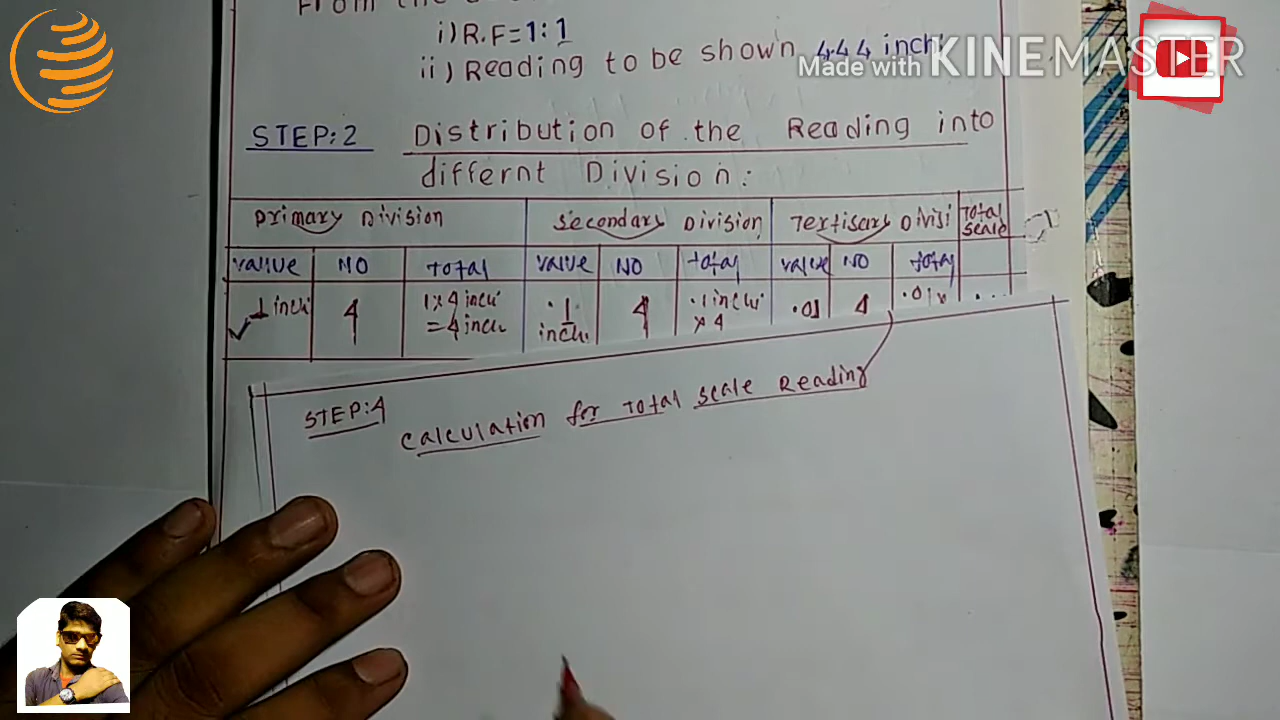 From the
i) R.F=1:1
ii) Reading to be shown 4.44 inch
Made with KINEMASTER
STEP:2 Distribution of the Reading into
differnt Division:
Primary Division Secondary Division Tertisary Divisi Total scale
value NO Total value NO Total value NO Total
1 inch 4 1x4 inch .1 inch 4 .1 inch .01 4 .01x ...
=4 inch x 4
STEP:4
Calculation for Total scale Reading